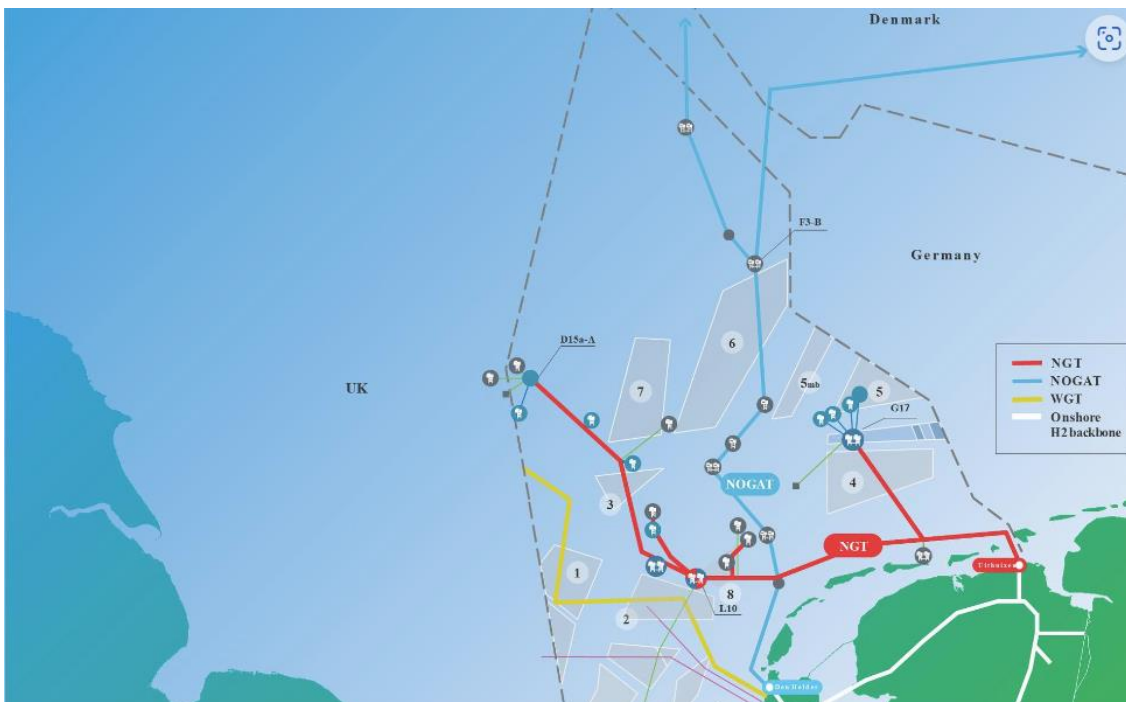 Denmark
F3-B
Germany
D15a-A
UK
6
7
5mb
5
G17
NGT
NOGAT
WGT
Onshore
H2 backbone
NOGAT
4
3
NGT
1
8
L10
2
Uithuizen
Den Helder